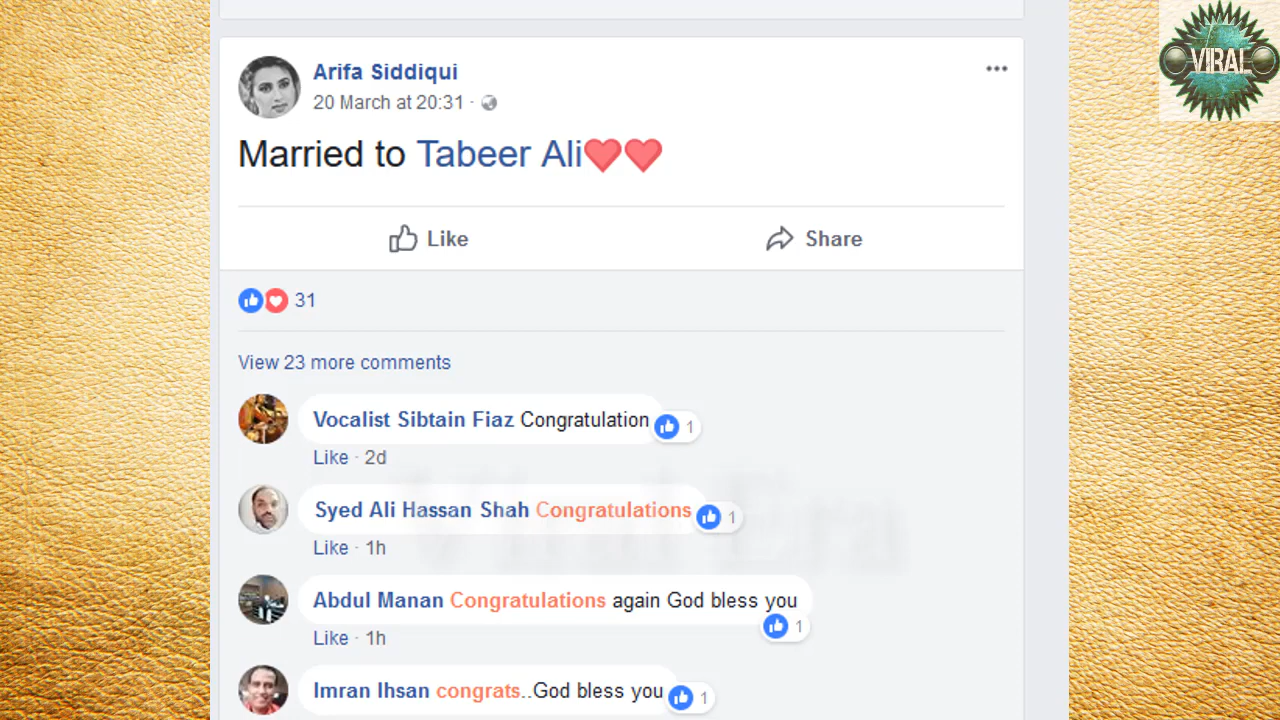 VIRAL
Arifa Siddiqui
20 March at 20:31 ·
Married to Tabeer Ali
Like Share
31
View 23 more comments
Vocalist Sibtain Fiaz Congratulation 1
Like · 2d
Syed Ali Hassan Shah Congratulations 1
Like · 1h
Viral Era
Abdul Manan Congratulations again God bless you
1
Like · 1h
Imran Ihsan congrats..God bless you 1